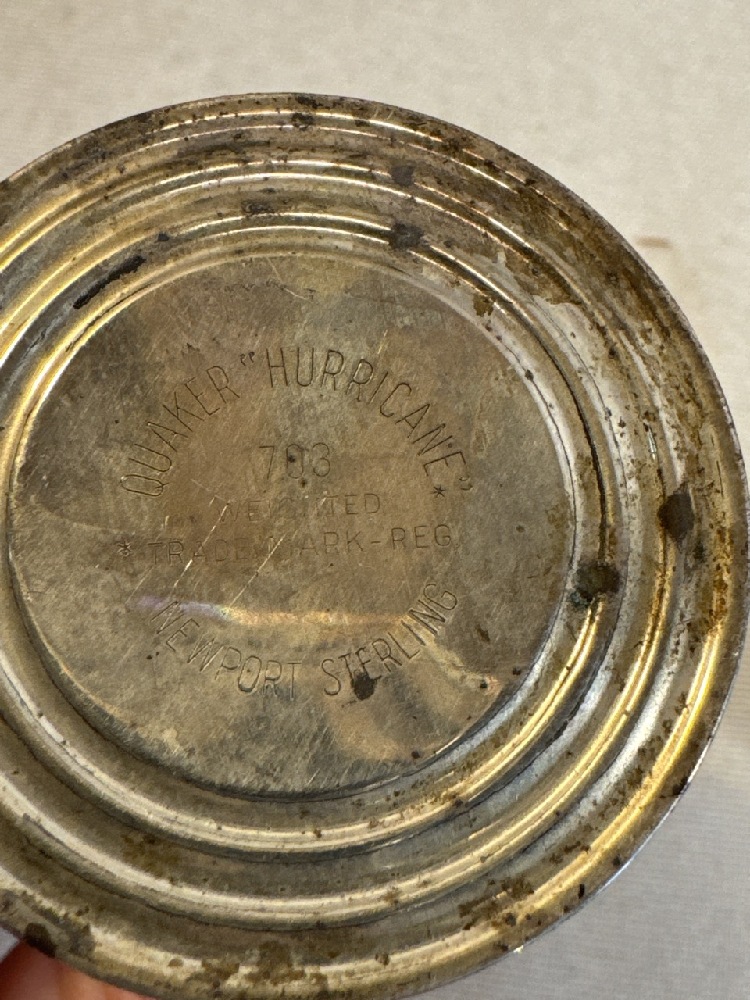 QUAKER "HURRICANE"
703
WEIGHTED
* TRADEMARK-REG *
NEWPORT STERLING